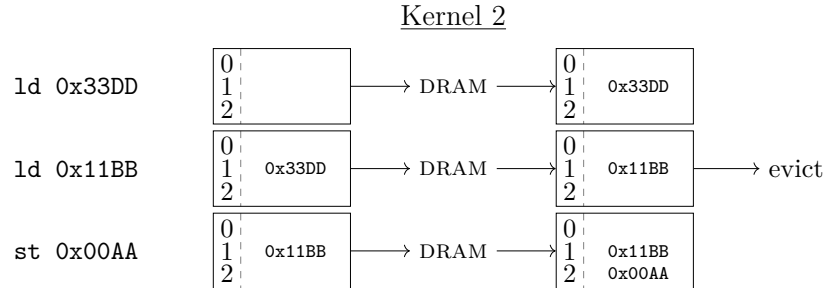 Kernel 2
0
ld 0x33DD 1 DRAM 0 1 0x33DD
2 2
0 0
ld 0x11BB 1 0x33DD DRAM 1 0x11BB evict
2 2
0 0
st 0x00AA 1 0x11BB DRAM 1 0x11BB
2 2 0x00AA